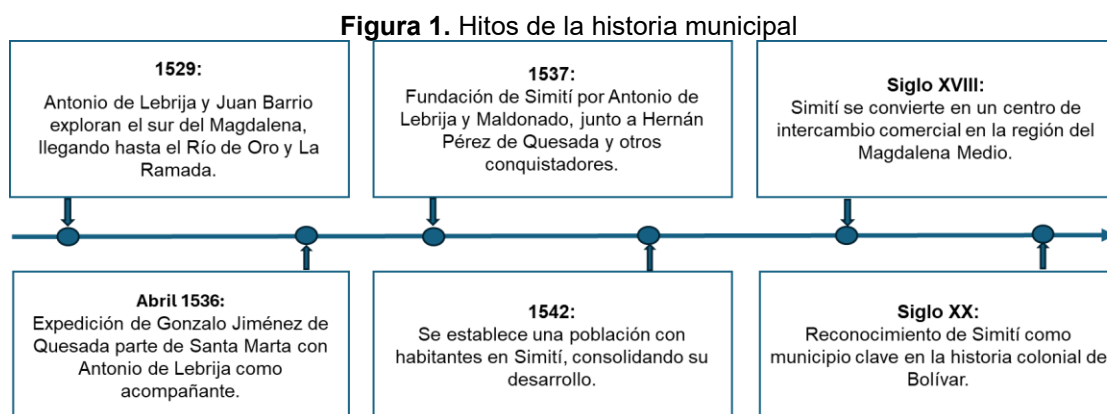 Figura 1. Hitos de la historia municipal
1529:
Antonio de Lebrija y Juan Barrio
exploran el sur del Magdalena,
llegando hasta el Río de Oro y La
Ramada.
1537:
Fundación de Simití por Antonio de
Lebrija y Maldonado, junto a Hernán
Pérez de Quesada y otros
conquistadores.
Siglo XVIII:
Simití se convierte en un centro de
intercambio comercial en la región del
Magdalena Medio.
Abril 1536:
Expedición de Gonzalo Jiménez de
Quesada parte de Santa Marta con
Antonio de Lebrija como
acompañante.
1542:
Se establece una población con
habitantes en Simití, consolidando su
desarrollo.
Siglo XX:
Reconocimiento de Simití como
municipio clave en la historia colonial de
Bolívar.